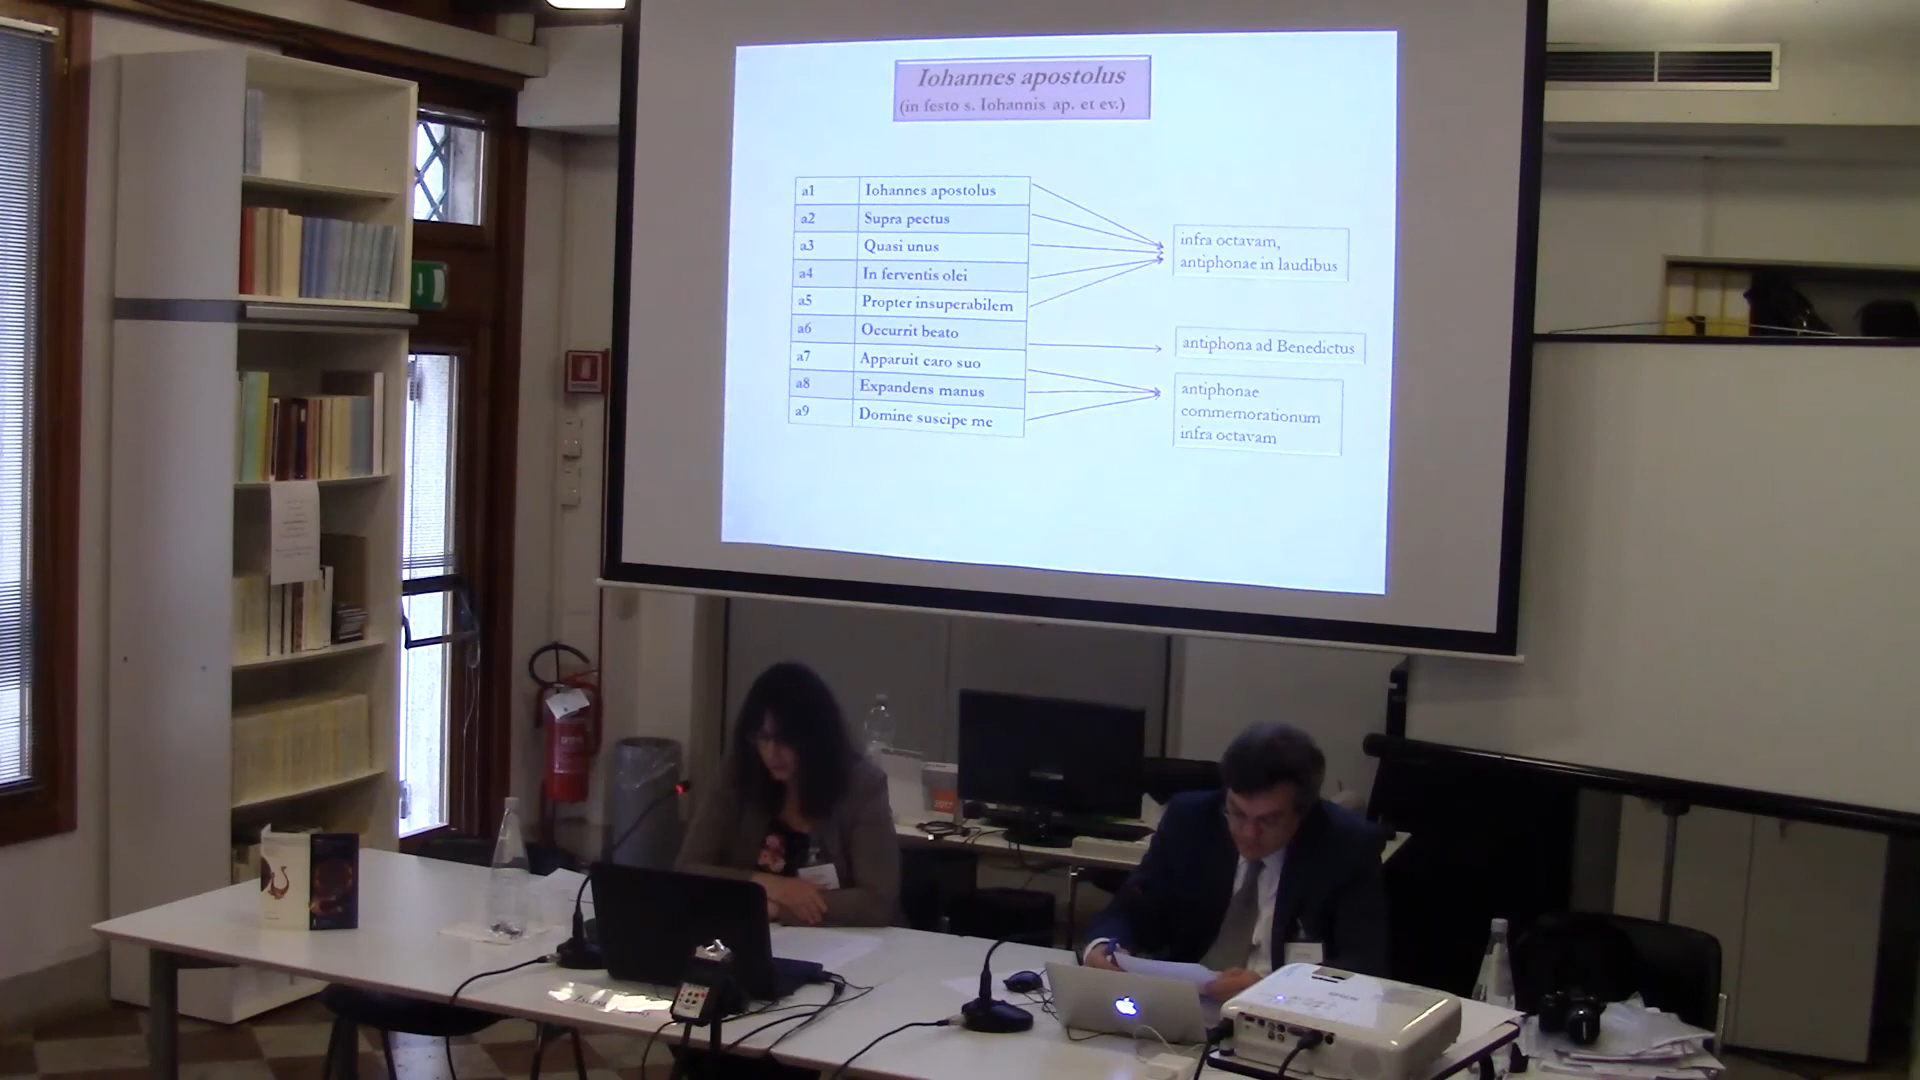 Iohannes apostolus
(in festo s. Iohannis ap. et ev.)
a1 Iohannes apostolus
a2 Supra pectus
a3 Quasi unus
a4 In ferventis olei
a5 Propter insuperabilem
a6 Occurrit beato
a7 Apparuit caro suo
a8 Expandens manus
a9 Domine suscipe me
infra octavam,
antiphonae in laudibus
antiphona ad Benedictus
antiphonae
commemorationum
infra octavam
2017
EPSON